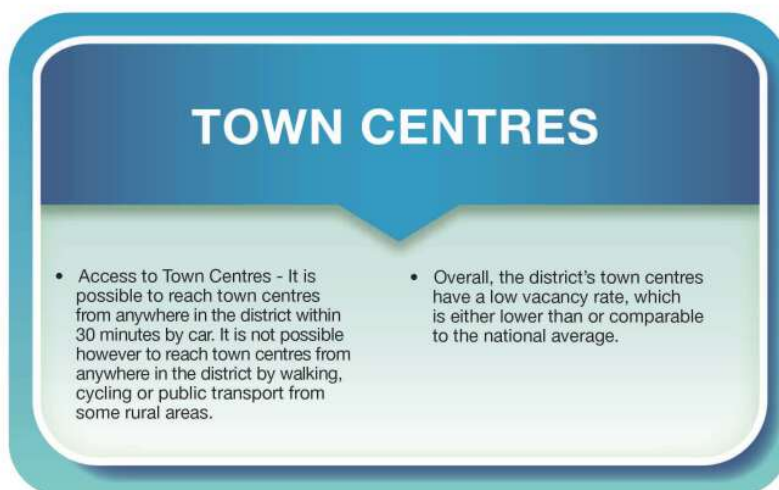 TOWN CENTRES
• Access to Town Centres - It is
possible to reach town centres
from anywhere in the district within
30 minutes by car. It is not possible
however to reach town centres from
anywhere in the district by walking,
cycling or public transport from
some rural areas.
• Overall, the district's town centres
have a low vacancy rate, which
is either lower than or comparable
to the national average.